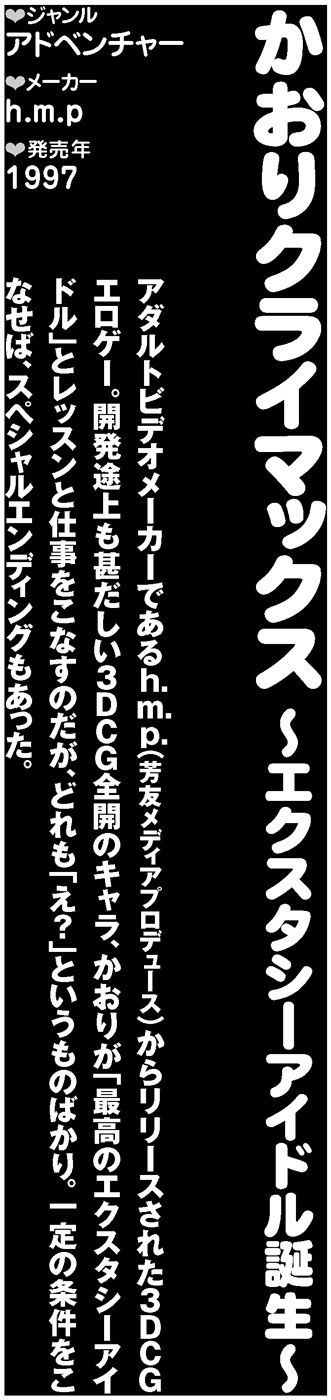 かおりクライマックス ～エクスタシーアイドル誕生～
❤ジャンル
アドベンチャー
❤メーカー
h.m.p
❤発売年
1997
アダルトビデオメーカーであるh.m.p.(芳友メディアプロデュース)からリリースされた3DCG
エロゲー。開発途上も甚だしい3DCG全開のキャラ、かおりが「最高のエクスタシーアイ
ドル」とレッスンと仕事をこなすのだが、どれも「え?」というものばかり。一定の条件をこ
なせば、スペシャルエンディングもあった。